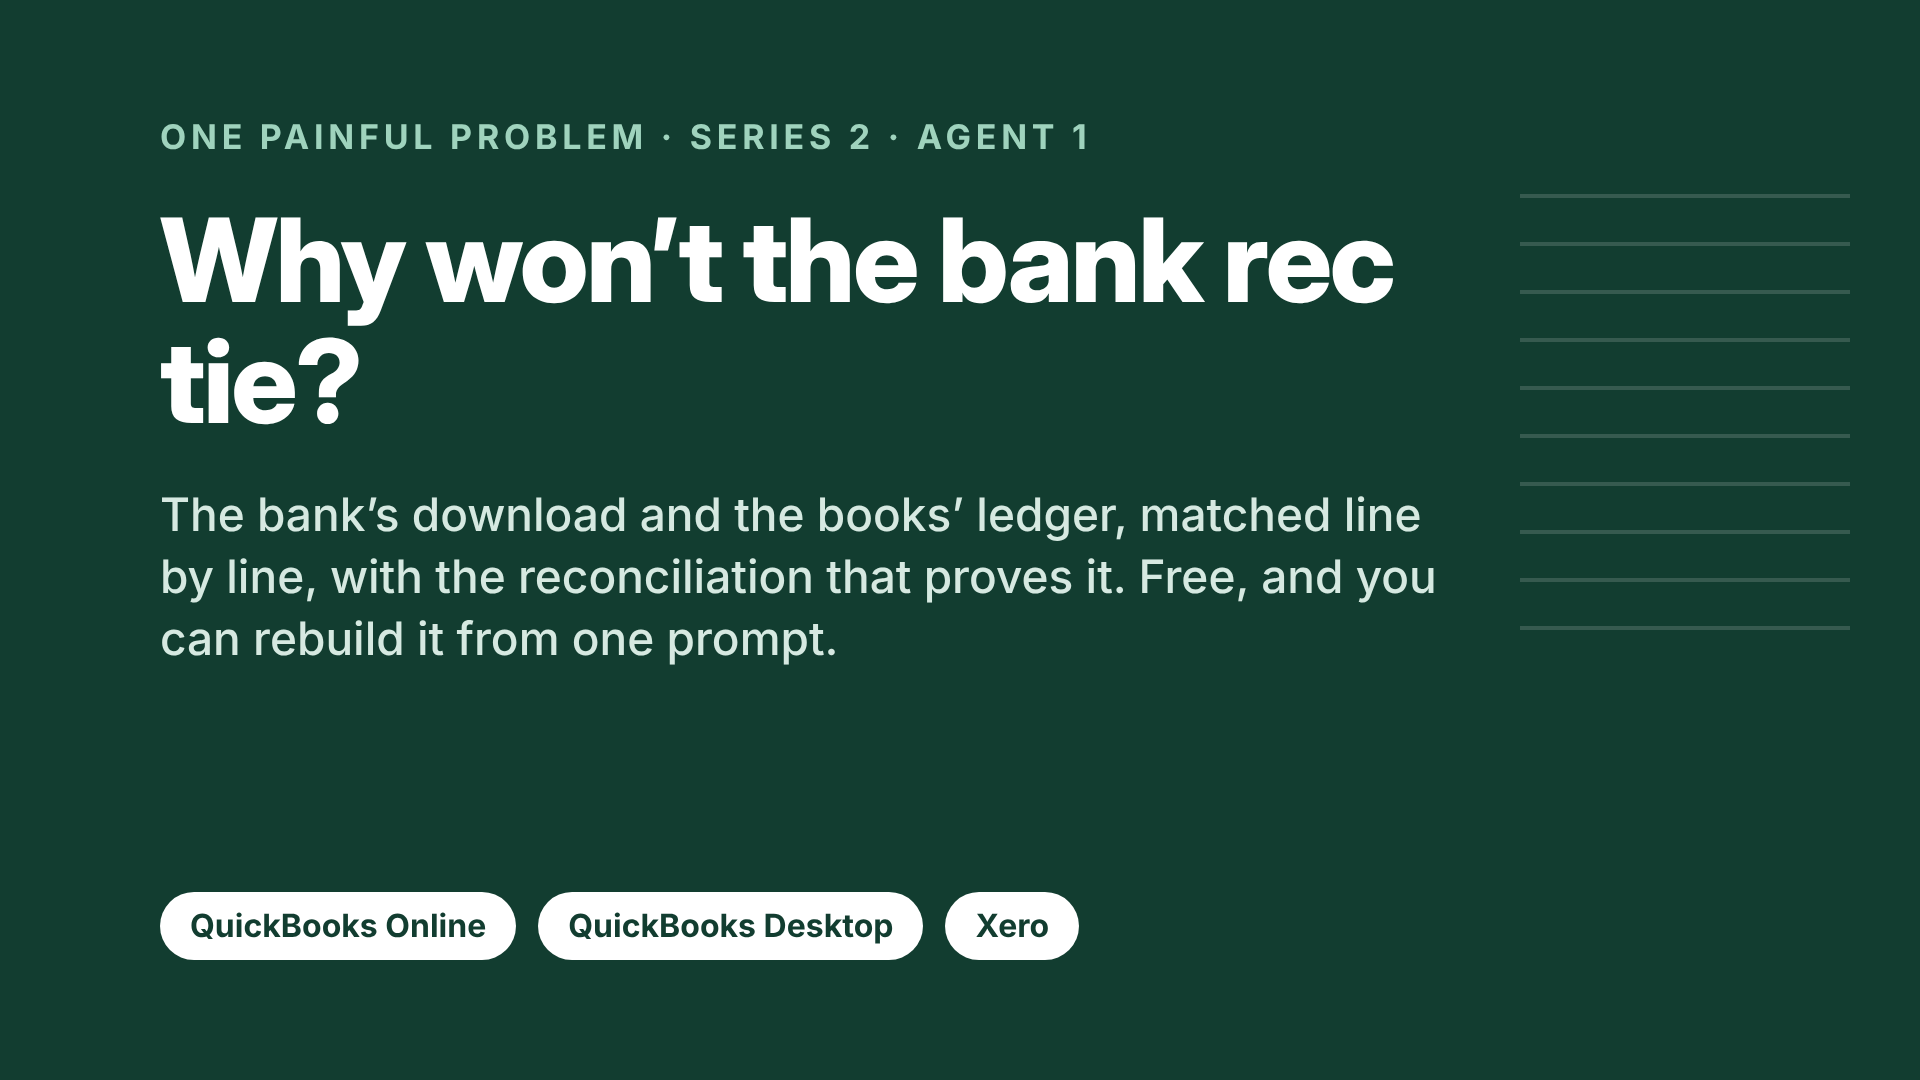 ONE PAINFUL PROBLEM · SERIES 2 · AGENT 1
Why won’t the bank rec
tie?
The bank’s download and the books’ ledger, matched line
by line, with the reconciliation that proves it. Free, and you
can rebuild it from one prompt.
QuickBooks Online
QuickBooks Desktop
Xero